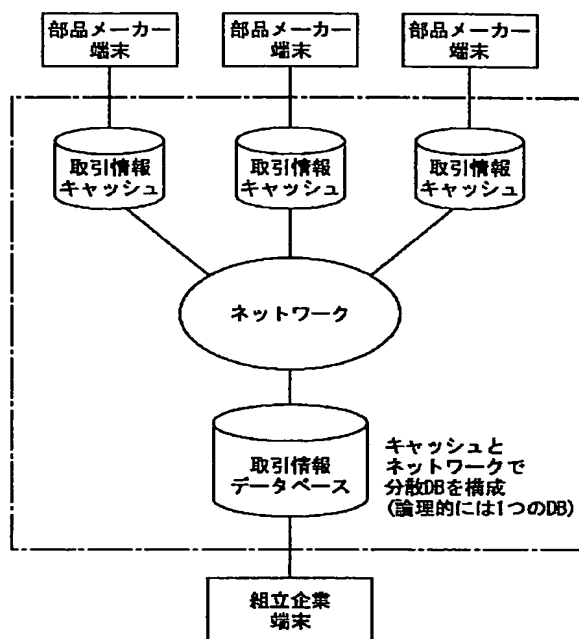 部品メーカー
端末
部品メーカー
端末
部品メーカー
端末
取引情報
キャッシュ
取引情報
キャッシュ
取引情報
キャッシュ
ネットワーク
取引情報
データベース
キャッシュと
ネットワークで
分散DBを構成
(論理的には1つのDB)
組立企業
端末